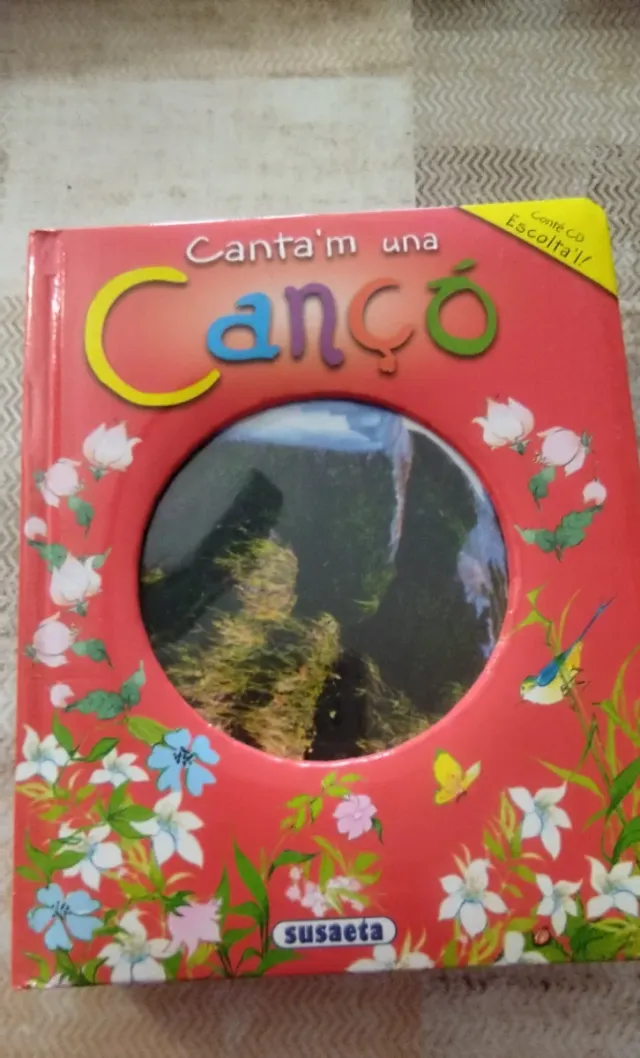 Canta'm una
Cançó
Conté CD
Escolta'l!
susaeta